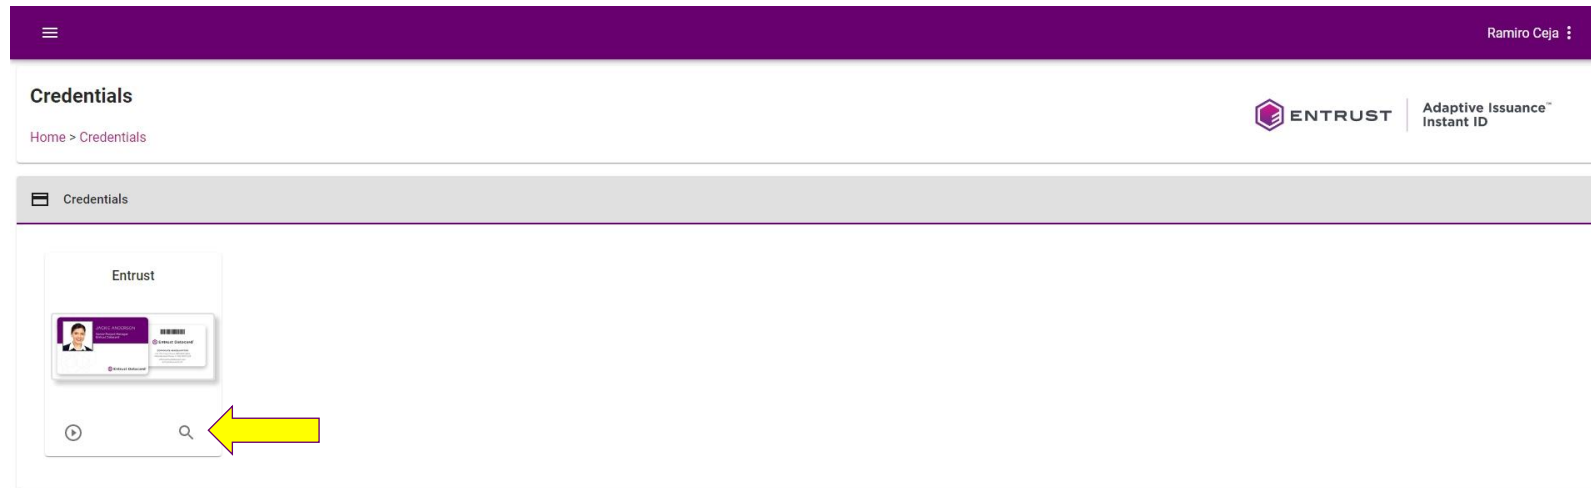 Ramiro Ceja
Credentials
Home > Credentials
ENTRUST
Adaptive Issuance™
Instant ID
Credentials
Entrust